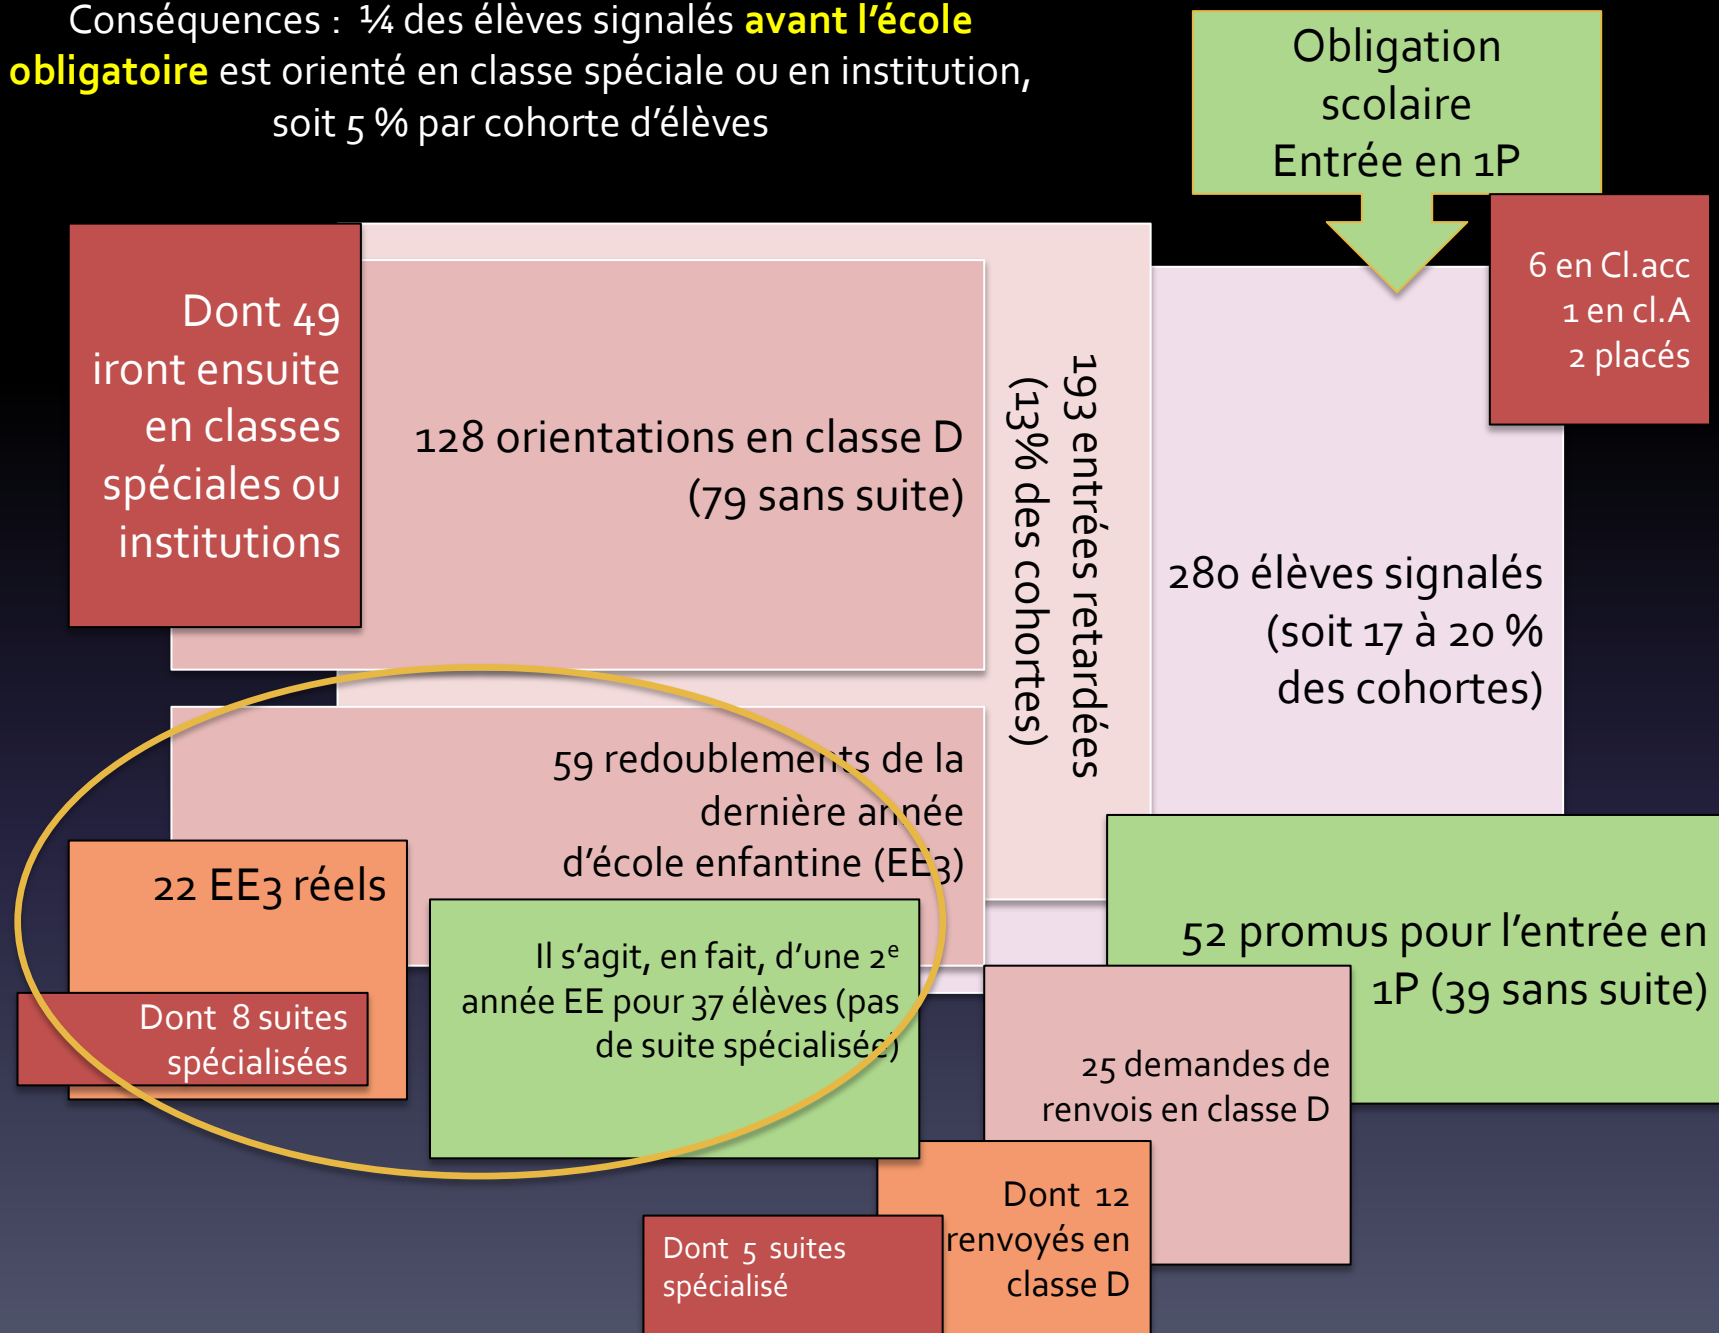 Conséquences : ¼ des élèves signalés avant l'école
obligatoire est orienté en classe spéciale ou en institution,
soit 5 % par cohorte d'élèves
Obligation
scolaire
Entrée en 1P
6 en Cl.acc
1 en cl.A
2 placés
Dont 49
iront ensuite
en classes
spéciales ou
institutions
128 orientations en classe D
(79 sans suite)
193 entrées retardées
(13% des cohortes)
280 élèves signalés
(soit 17 à 20 %
des cohortes)
59 redoublements de la
dernière année
d'école enfantine (EE3)
22 EE3 réels
Dont 8 suites
spécialisées
Il s'agit, en fait, d'une 2e
année EE pour 37 élèves (pas
de suite spécialisée)
52 promus pour l'entrée en
1P (39 sans suite)
25 demandes de
renvois en classe D
Dont 12
renvoyés en
classe D
Dont 5 suites
spécialisé